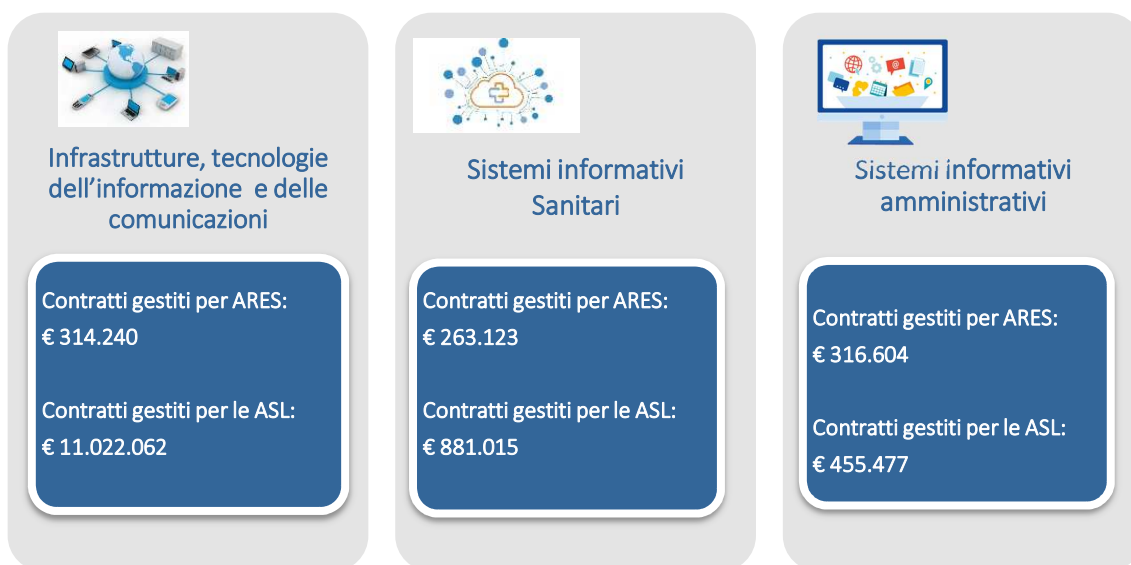 Infrastrutture, tecnologie
dell'informazione e delle
comunicazioni
Contratti gestiti per ARES:
€ 314.240
Contratti gestiti per le ASL:
€ 11.022.062
Sistemi informativi
Sanitari
Contratti gestiti per ARES:
€ 263.123
Contratti gestiti per le ASL:
€ 881.015
Sistemi informativi
amministrativi
Contratti gestiti per ARES:
€ 316.604
Contratti gestiti per le ASL:
€ 455.477